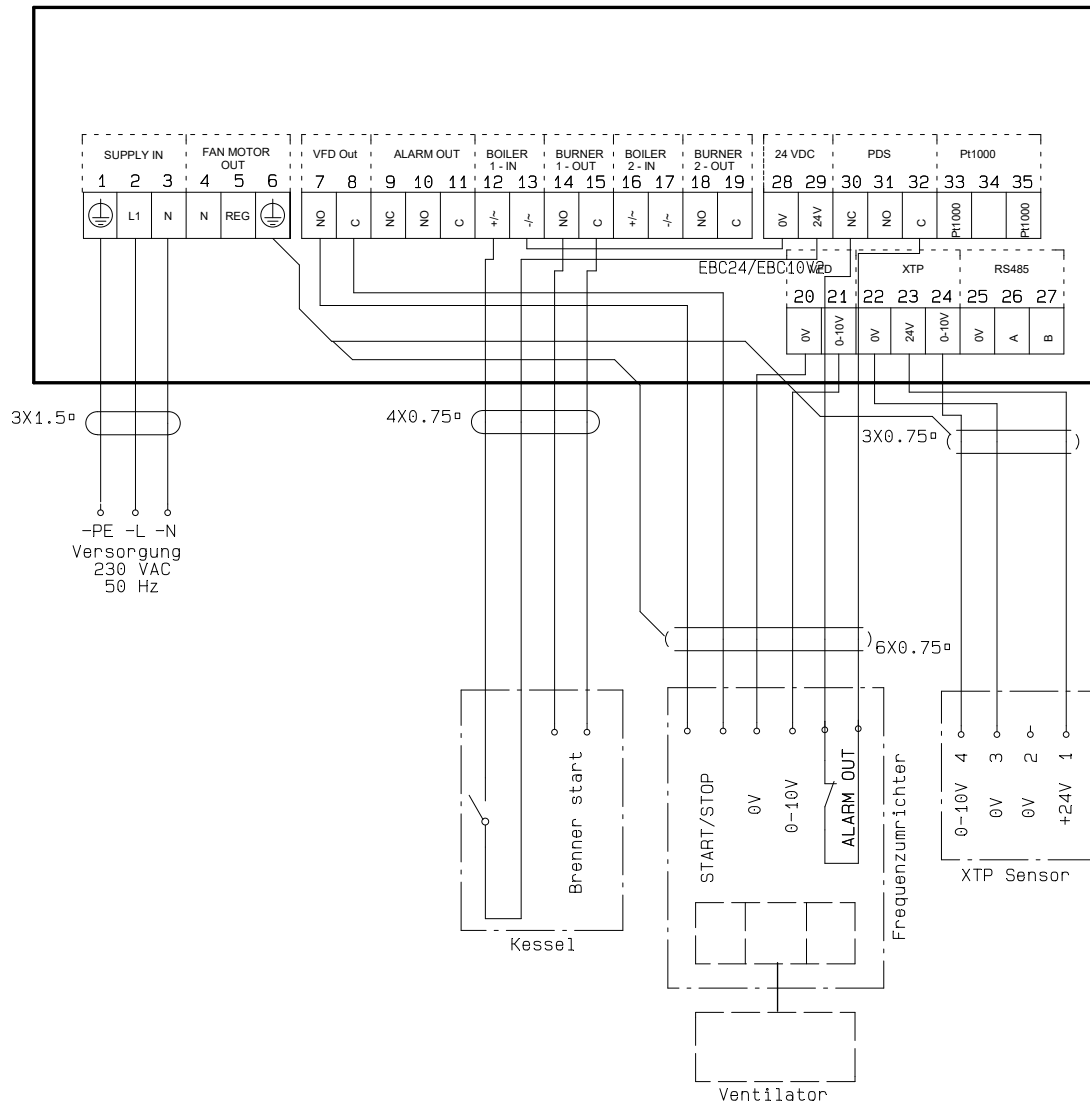 SUPPLY IN
FAN MOTOR
OUT
VFD Out
ALARM OUT
BOILER
1 - IN
BURNER
1 - OUT
BOILER
2 - IN
BURNER
2 - OUT
24 VDC
PDS
Pt1000
1 2 3 4 5 6 7 8 9 10 11 12 13 14 15 16 17 18 19 28 29 30 31 32 33 34 35
L1 N N REG NO C NC NO C +/~ -/~ NO C +/~ -/~ NO C 0V 24V NC NO C Pt1000 Pt1000
EBC24/EBC10V2
VFD
XTP
RS485
20 21 22 23 24 25 26 27
0V 0-10V 0V 24V 0-10V 0V A B
3X1.5▫
4X0.75▫
3X0.75▫
-PE -L -N
Versorgung
230 VAC
50 Hz
6X0.75▫
Brenner start
Kessel
START/STOP
0V
0-10V
ALARM OUT
Frequenzumrichter
Ventilator
4 3 2 1
0-10V 0V 0V +24V
XTP Sensor